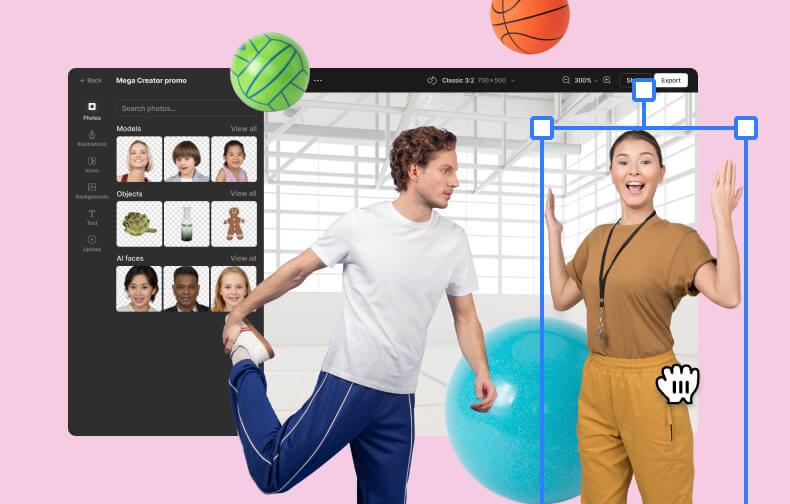 ← Back
Mega Creator promo
...
Classic 3:2 750×500
300%
Export
Photos
Search photos...
Models
View all
Illustrations
Icons
Objects
View all
Backgrounds
Text
Upload
AI faces
View all